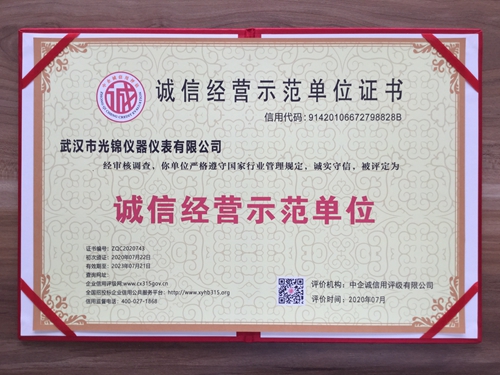 诚信经营示范单位证书
信用代码：91420106672798828B
武汉市光锦仪器仪表有限公司
经审核调查、你单位严格遵守国家行业管理规定，诚实守信，被评定为
诚信经营示范单位
证书编号：ZQC2020743
初次颁证：2020年07月22日
有效期至：2023年07月21日
查询网址：
企业信用评级网:www.cx315gov.cn
全国招投标企业信用公共服务平台：http://www.xyhb315.org
信用监督电话：400-027-1868
评价机构：中企诚信用评级有限公司
评价时间：2020年07月